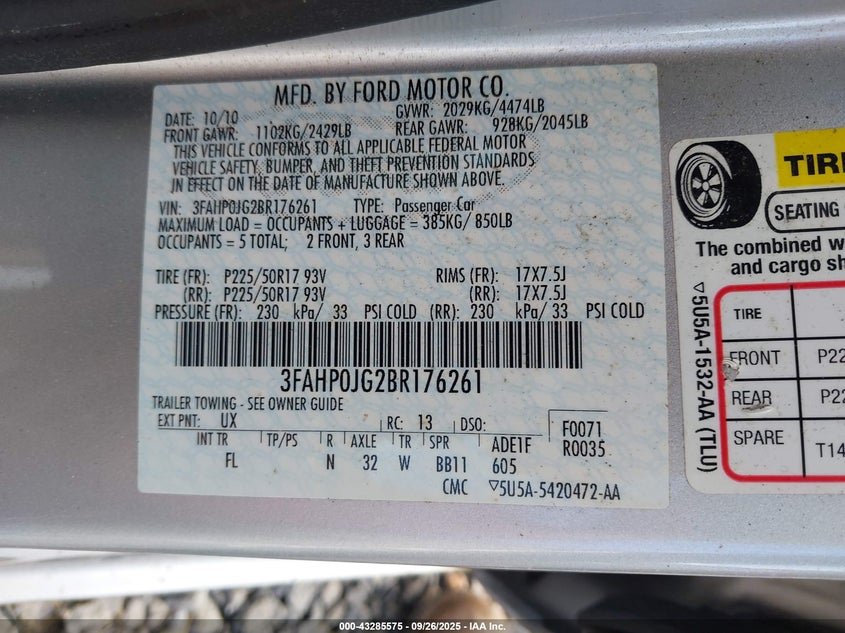 MFD. BY FORD MOTOR CO.
DATE: 10/10 GVWR: 2029KG/4474LB
FRONT GAWR: 1102KG/2429LB REAR GAWR: 928KG/2045LB
THIS VEHICLE CONFORMS TO ALL APPLICABLE FEDERAL MOTOR
VEHICLE SAFETY, BUMPER, AND THEFT PREVENTION STANDARDS
IN EFFECT ON THE DATE OF MANUFACTURE SHOWN ABOVE.
VIN: 3FAHP0JG2BR176261 TYPE: Passenger Car
MAXIMUM LOAD = OCCUPANTS + LUGGAGE = 385KG/ 850LB
OCCUPANTS = 5 TOTAL; 2 FRONT, 3 REAR
TIRE (FR): P225/50R17 93V RIMS (FR): 17X7.5J
(RR): P225/50R17 93V (RR): 17X7.5J
PRESSURE (FR): 230 kPa/ 33 PSI COLD (RR): 230 kPa/ 33 PSI COLD
3FAHP0JG2BR176261
TRAILER TOWING - SEE OWNER GUIDE
EXT PNT: UX RC: 13 DSO: F0071
INT TR TP/PS R AXLE TR SPR ADE1F R0035
FL N 32 W BB11 605
CMC ▽5U5A-5420472-AA
TIRE
SEATING
The combined w
and cargo sh
TIRE
FRONT P22
REAR P22
SPARE T14
▽5U5A-1532-AA (TLU)
000-43285575 - 09/26/2025 - IAA Inc.